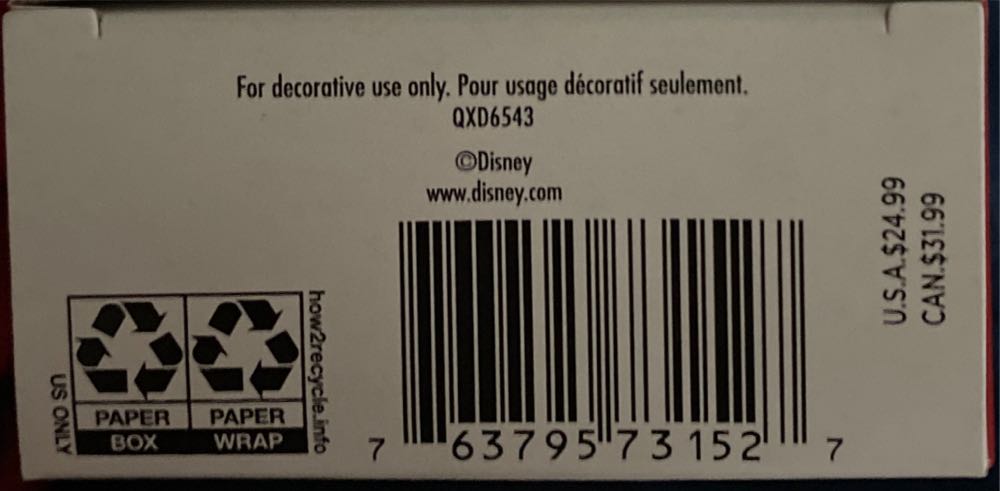 For decorative use only. Pour usage décoratif seulement.
QXD6543
©Disney
www.disney.com
U.S.A.$24.99
CAN.$31.99
how2recycle.info
US ONLY
PAPER PAPER
BOX WRAP
7 63795 73152 7